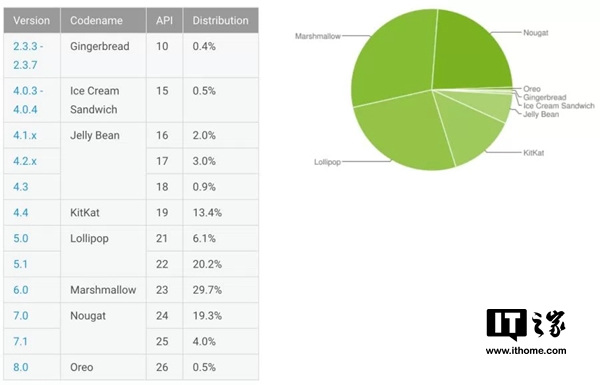 Version Codename API Distribution
2.3.3 - Gingerbread 10 0.4%
2.3.7
4.0.3 - Ice Cream 15 0.5%
4.0.4 Sandwich
4.1.x Jelly Bean 16 2.0%
4.2.x 17 3.0%
4.3 18 0.9%
4.4 KitKat 19 13.4%
5.0 Lollipop 21 6.1%
5.1 22 20.2%
6.0 Marshmallow 23 29.7%
7.0 Nougat 24 19.3%
7.1 25 4.0%
8.0 Oreo 26 0.5%
Marshmallow
Nougat
Oreo
Gingerbread
Ice Cream Sandwich
Jelly Bean
KitKat
Lollipop
IT之家
www.ithome.com